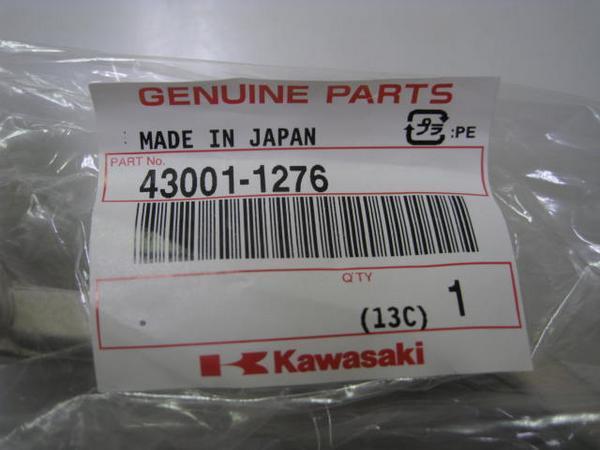 GENUINE PARTS
: MADE IN JAPAN
プラ :PE
PART No.
43001-1276
Q'TY
(13C) 1
Kawasaki